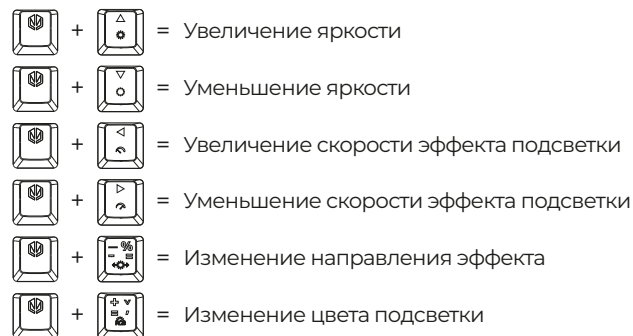 + = Увеличение яркости
+ = Уменьшение яркости
+ = Увеличение скорости эффекта подсветки
+ = Уменьшение скорости эффекта подсветки
+ — % - = = Изменение направления эффекта
+ = Изменение цвета подсветки